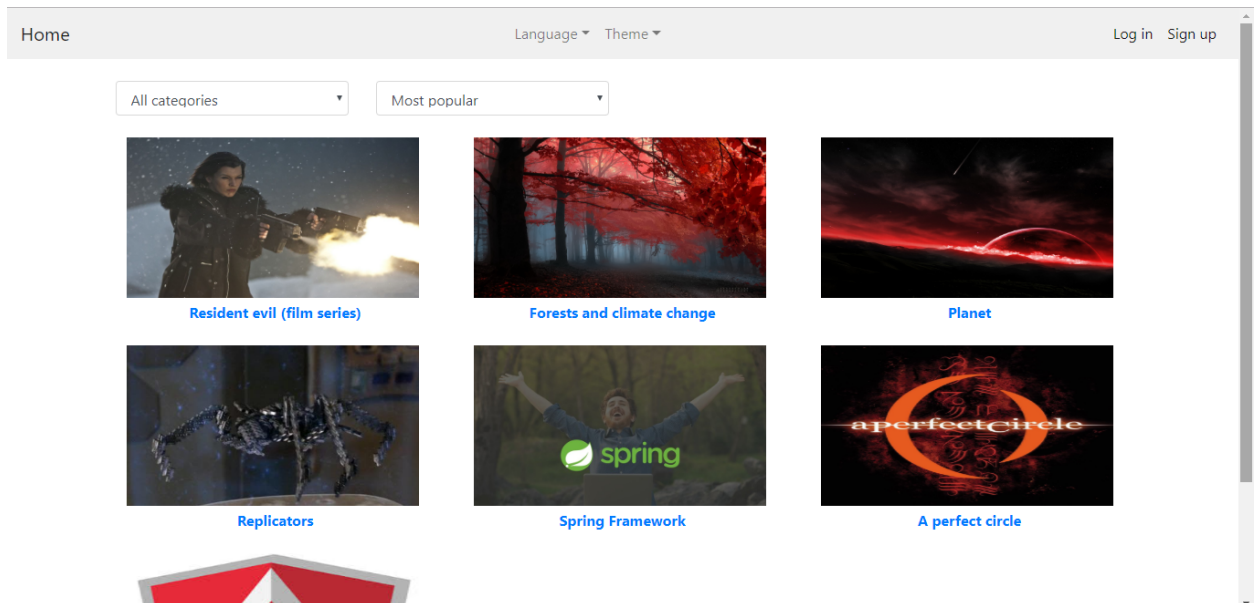 Home
Language Theme
Log in Sign up
All categories
Most popular
Resident evil (film series)
Forests and climate change
Planet
spring
aperfectcircle
Replicators
Spring Framework
A perfect circle